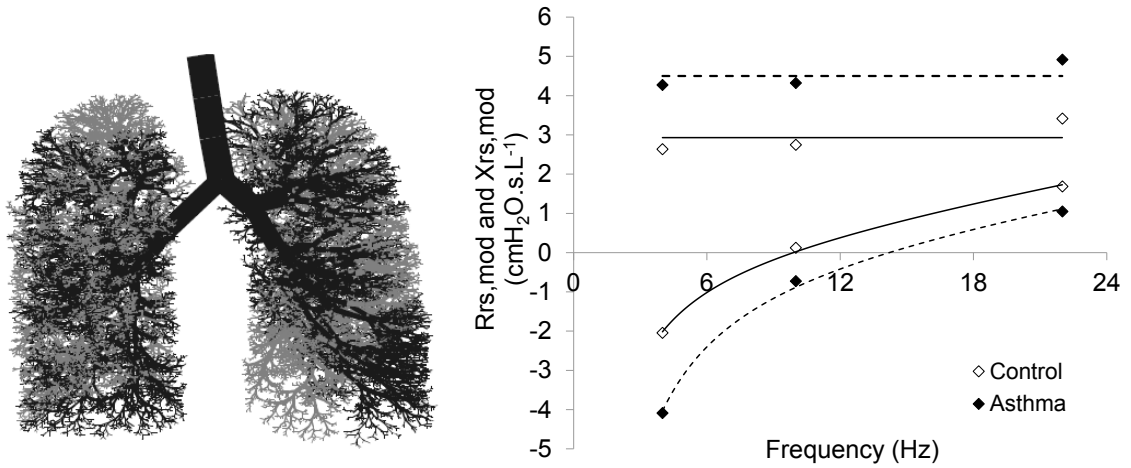 6
5
4
3
2
1
0
-1
-2
-3
-4
-5
Rrs,mod and Xrs,mod
(cmH₂O.s.L⁻¹)
0 6 12 18 24
Control
Asthma
Frequency (Hz)